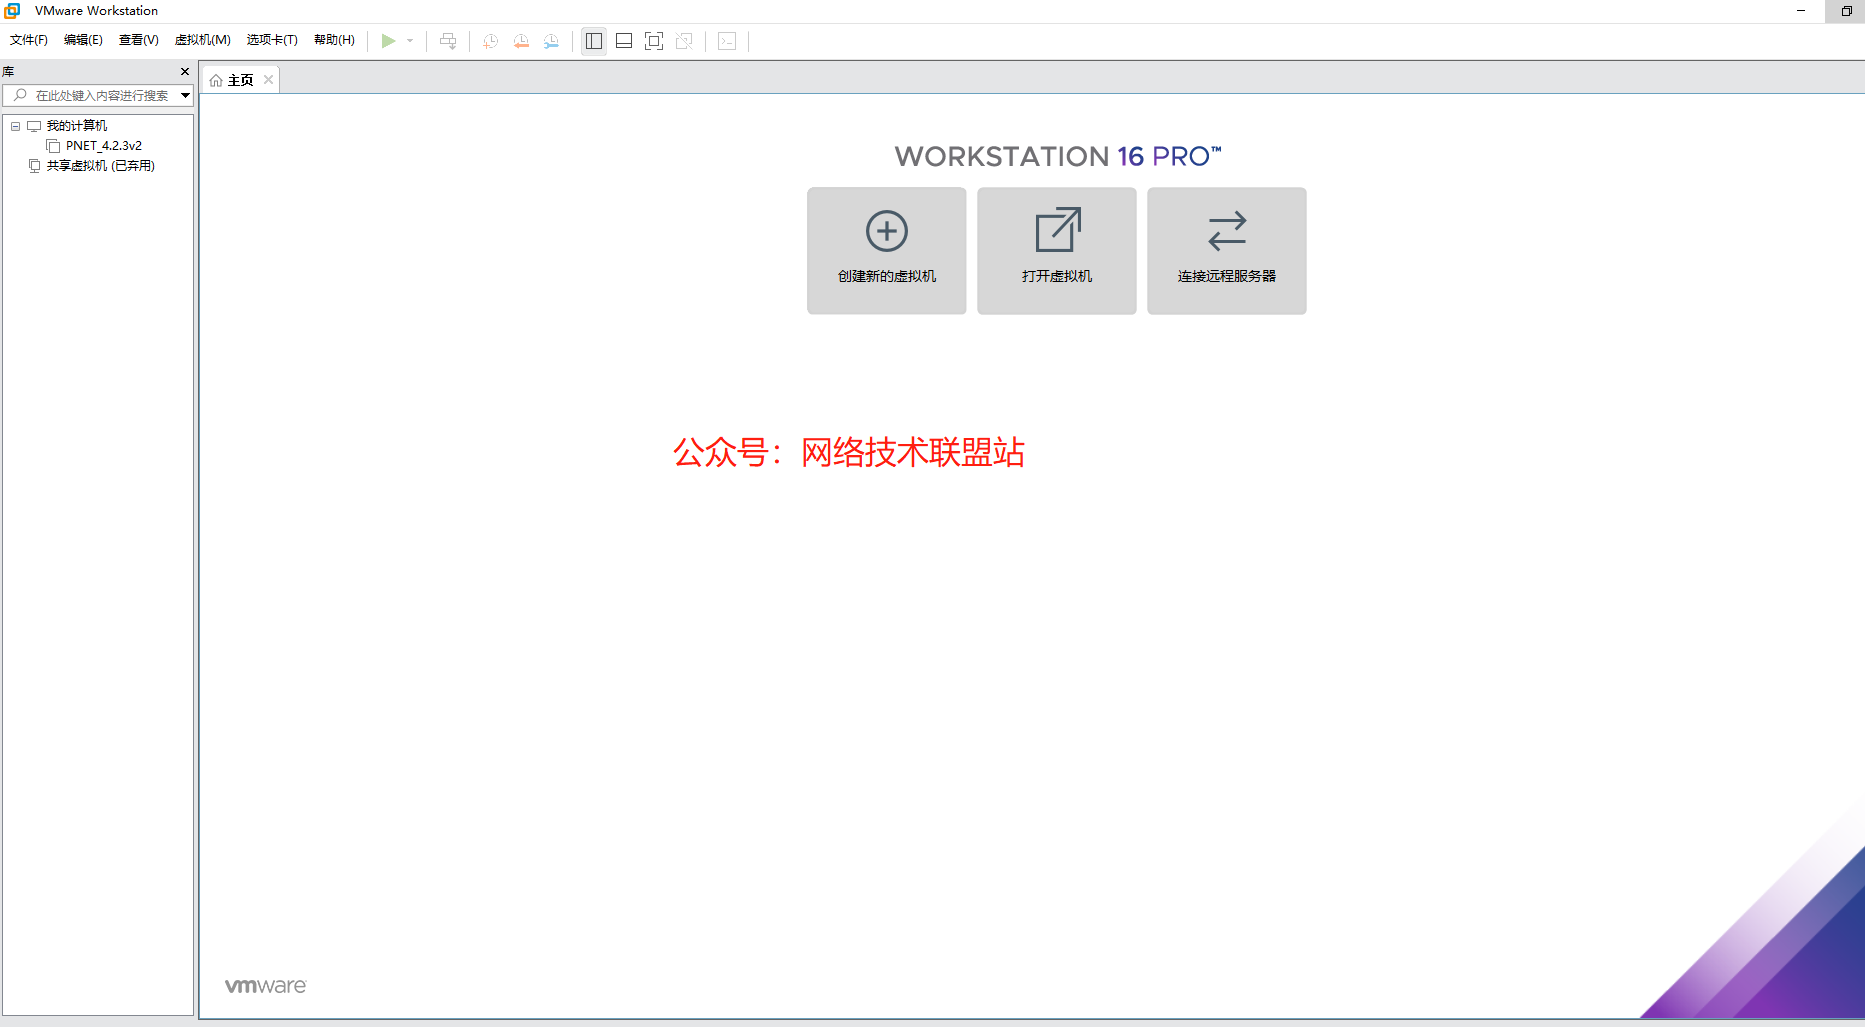 VMware Workstation
文件(F) 编辑(E) 查看(V) 虚拟机(M) 选项卡(T) 帮助(H)
库
在此处键入内容进行搜索
我的计算机
PNET_4.2.3v2
共享虚拟机 (已弃用)
主页
WORKSTATION 16 PRO™
创建新的虚拟机 打开虚拟机 连接远程服务器
公众号：网络技术联盟站
vmware